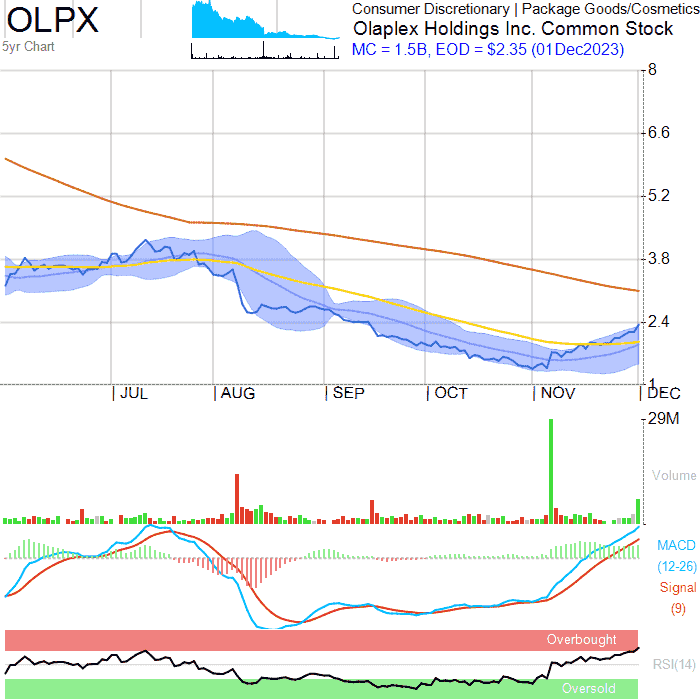 OLPX
5yr Chart
Consumer Discretionary | Package Goods/Cosmetics
Olaplex Holdings Inc. Common Stock
MC = 1.5B, EOD = $2.35 (01Dec2023)
8
6.6
5.2
3.8
2.4
1
JUL
AUG
SEP
OCT
NOV
DEC
29M
Volume
MACD
(12-26)
Signal
(9)
Overbought
RSI(14)
Oversold